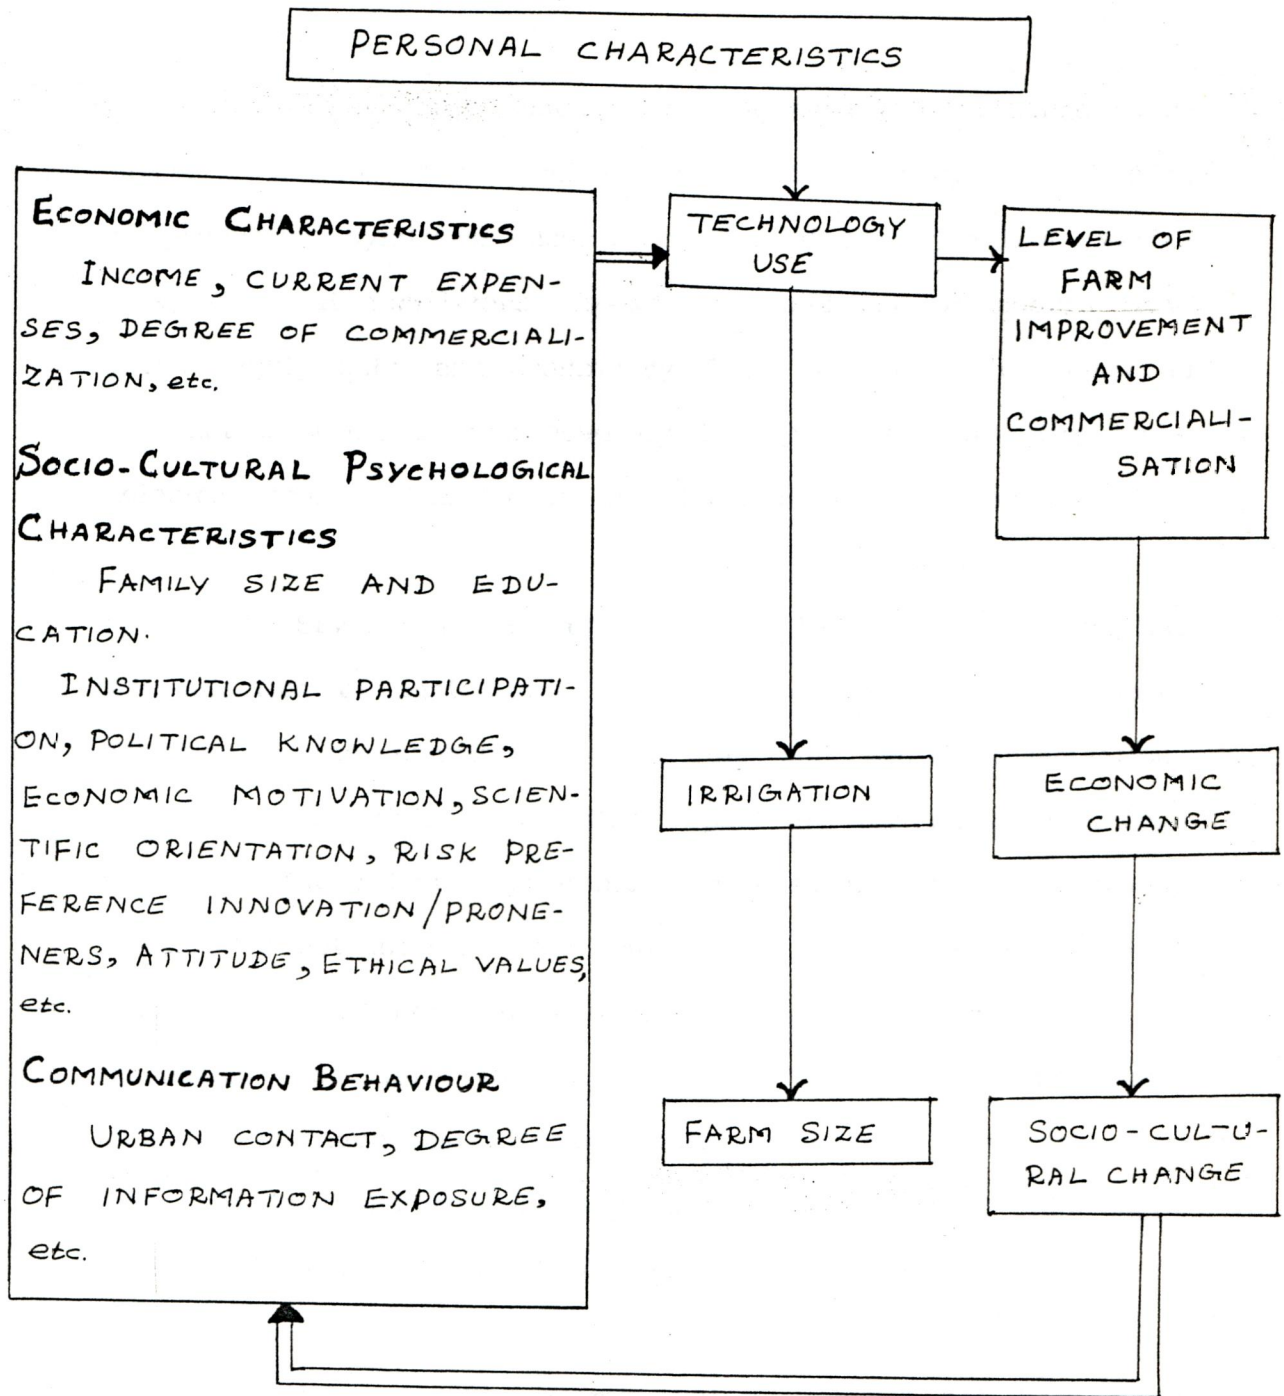 PERSONAL CHARACTERISTICS
ECONOMIC CHARACTERISTICS
INCOME, CURRENT EXPEN-
SES, DEGREE OF COMMERCIALI-
ZATION, etc.
SOCIO-CULTURAL PSYCHOLOGICAL
CHARACTERISTICS
FAMILY SIZE AND EDU-
CATION.
INSTITUTIONAL PARTICIPATI-
ON, POLITICAL KNOWLEDGE,
ECONOMIC MOTIVATION, SCIEN-
TIFIC ORIENTATION, RISK PRE-
FERENCE INNOVATION/PRONE-
NERS, ATTITUDE, ETHICAL VALUES,
etc.
COMMUNICATION BEHAVIOUR
URBAN CONTACT, DEGREE
OF INFORMATION EXPOSURE,
etc.
TECHNOLOGY
USE
LEVEL OF
FARM
IMPROVEMENT
AND
COMMERCIALI-
SATION
IRRIGATION
ECONOMIC
CHANGE
FARM SIZE
SOCIO-CULTU-
RAL CHANGE